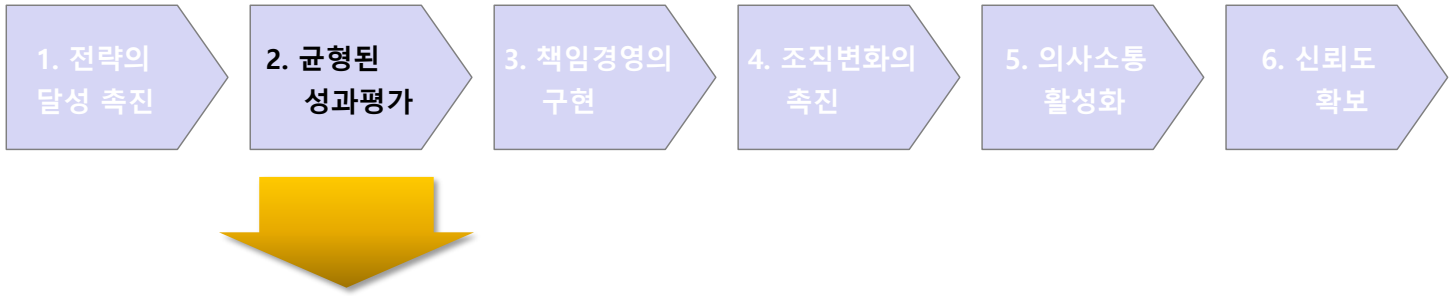 1. 전략의
달성 촉진
2. 균형된
성과평가
3. 책임경영의
구현
4. 조직변화의
촉진
5. 의사소통
활성화
6. 신뢰도
확보